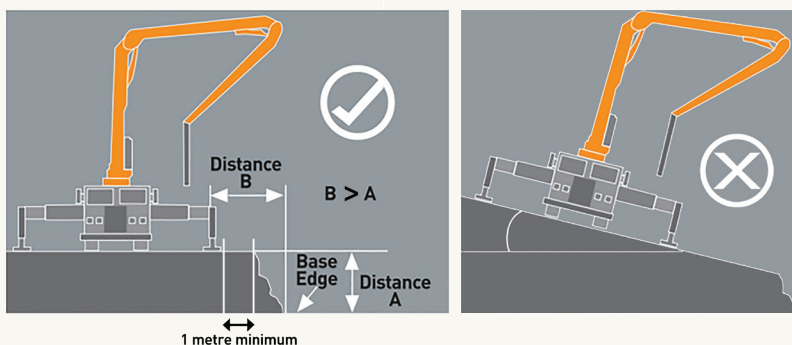 Distance
B
B > A
Base
Edge
Distance
A
1 metre minimum